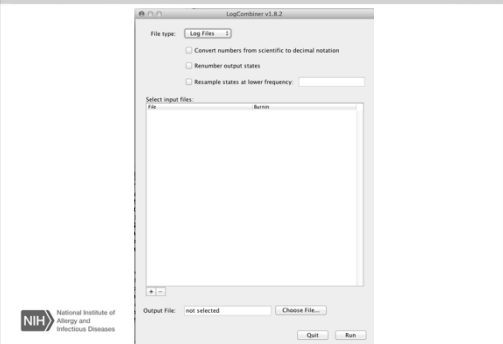 LogCombiner v1.8.2
File type: Log Files
Convert numbers from scientific to decimal notation
Renumber output states
Resample states at lower frequency:
Select input files:
File Burnin
+ −
Output File: not selected Choose File...
Quit Run
NIH National Institute of
Allergy and
Infectious Diseases